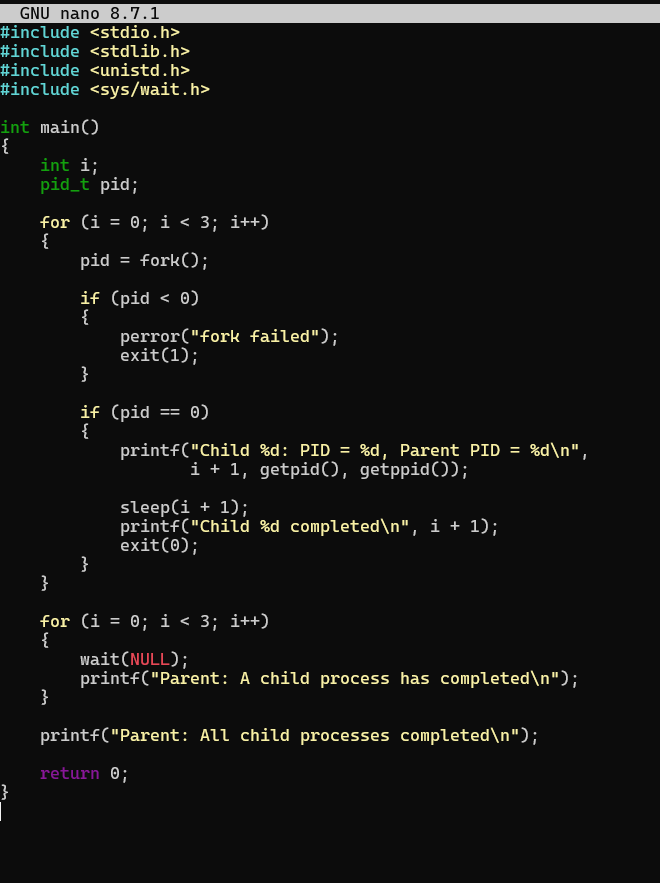 GNU nano 8.7.1
#include <stdio.h>
#include <stdlib.h>
#include <unistd.h>
#include <sys/wait.h>

int main()
{
    int i;
    pid_t pid;

    for (i = 0; i < 3; i++)
    {
        pid = fork();

        if (pid < 0)
        {
            perror("fork failed");
            exit(1);
        }

        if (pid == 0)
        {
            printf("Child %d: PID = %d, Parent PID = %d\n",
                   i + 1, getpid(), getppid());

            sleep(i + 1);
            printf("Child %d completed\n", i + 1);
            exit(0);
        }
    }

    for (i = 0; i < 3; i++)
    {
        wait(NULL);
        printf("Parent: A child process has completed\n");
    }

    printf("Parent: All child processes completed\n");

    return 0;
}